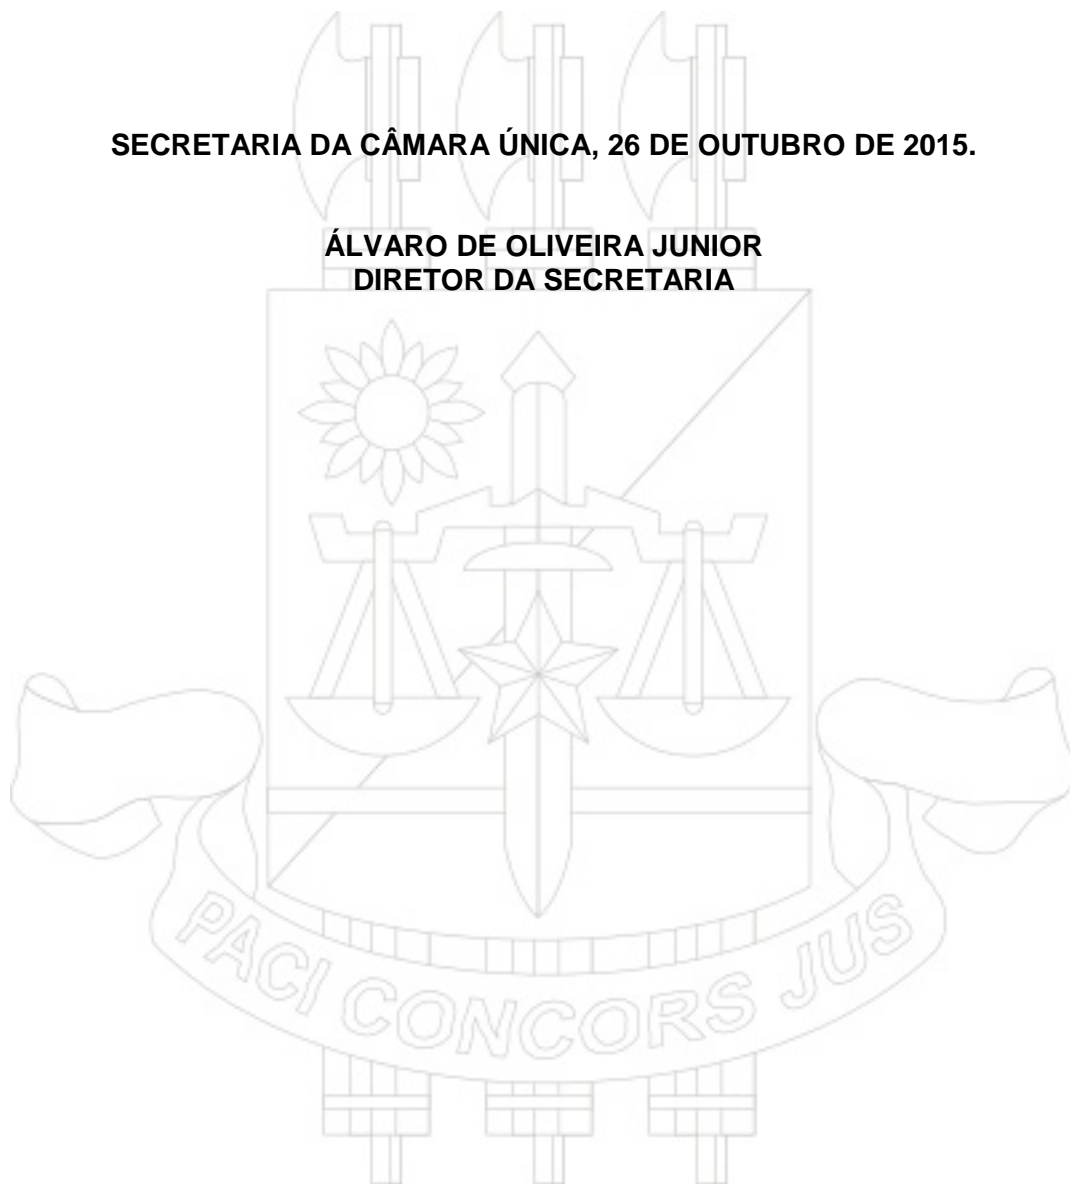 SECRETARIA DA CÂMARA ÚNICA, 26 DE OUTUBRO DE 2015.
ÁLVARO DE OLIVEIRA JUNIOR
DIRETOR DA SECRETARIA
PACI CONCORS JUS